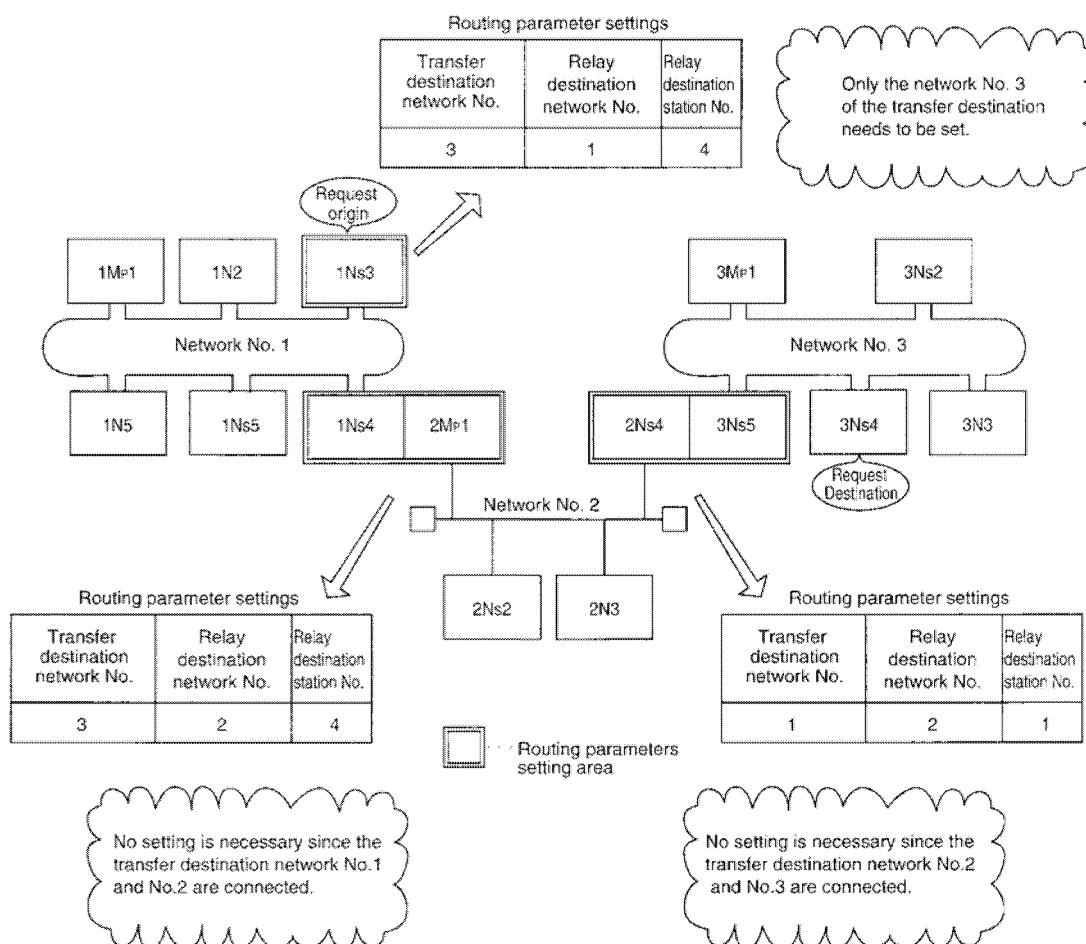 Routing parameter settings
Transfer
destination
network No.
Relay
destination
network No.
Relay
destination
station No.
3
1
4
Only the network No. 3
of the transfer destination
needs to be set.
Request
origin
1MP1
1N2
1Ns3
3MP1
3Ns2
Network No. 1
Network No. 3
1N5
1Ns5
1Ns4
2MP1
2Ns4
3Ns5
3Ns4
3N3
Request
Destination
Network No. 2
2Ns2
2N3
Routing parameter settings
Transfer
destination
network No.
Relay
destination
network No.
Relay
destination
station No.
3
2
4
Routing parameter settings
Transfer
destination
network No.
Relay
destination
network No.
Relay
destination
station No.
1
2
1
Routing parameters
setting area
No setting is necessary since the
transfer destination network No.1
and No.2 are connected.
No setting is necessary since the
transfer destination network No.2
and No.3 are connected.